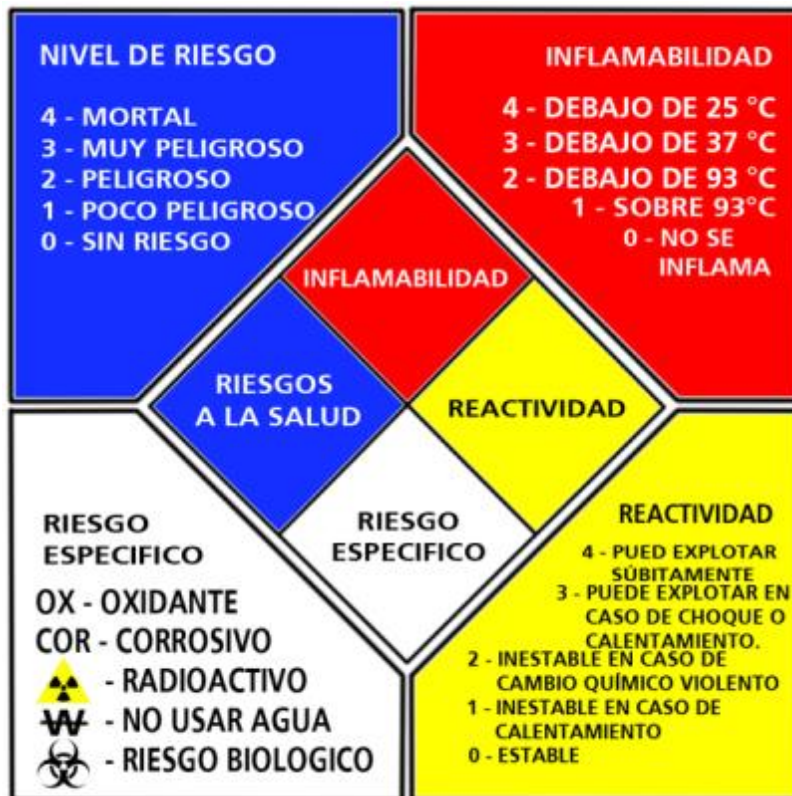 NIVEL DE RIESGO
4 - MORTAL
3 - MUY PELIGROSO
2 - PELIGROSO
1 - POCO PELIGROSO
0 - SIN RIESGO
INFLAMABILIDAD
4 - DEBAJO DE 25 °C
3 - DEBAJO DE 37 °C
2 - DEBAJO DE 93 °C
1 - SOBRE 93°C
0 - NO SE
INFLAMA
INFLAMABILIDAD
RIESGOS
A LA SALUD
REACTIVIDAD
RIESGO
ESPECIFICO
RIESGO
ESPECIFICO
OX - OXIDANTE
COR - CORROSIVO
- RADIOACTIVO
W - NO USAR AGUA
- RIESGO BIOLOGICO
REACTIVIDAD
4 - PUED EXPLOTAR
SÚBITAMENTE
3 - PUEDE EXPLOTAR EN
CASO DE CHOQUE O
CALENTAMIENTO.
2 - INESTABLE EN CASO DE
CAMBIO QUÍMICO VIOLENTO
1 - INESTABLE EN CASO DE
CALENTAMIENTO
0 - ESTABLE